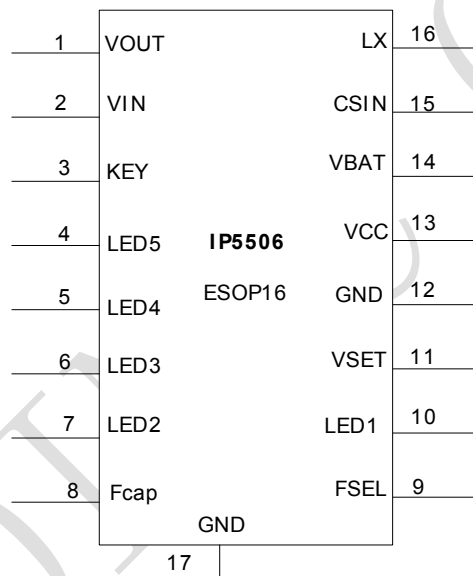 1 VOUT LX 16
2 VIN CSIN 15
3 KEY VBAT 14
4 LED5 IP5506 VCC 13
5 LED4 ESOP16 GND 12
6 LED3 VSET 11
7 LED2 LED1 10
8 Fcap FSEL 9
GND
17